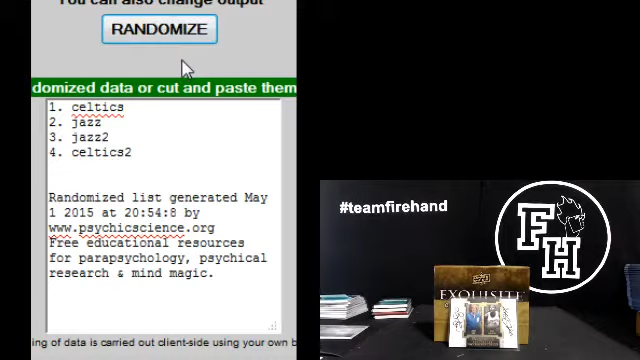 You can also change output
RANDOMIZE
domized data or cut and paste them
1. celtics
2. jazz
3. jazz2
4. celtics2
Randomized list generated May
1 2015 at 20:54:8 by
www.psychicscience.org
Free educational resources
for parapsychology, psychical
research & mind magic.
ing of data is carried out client-side using your own b
#teamfirehand
FH
EXQUISITE